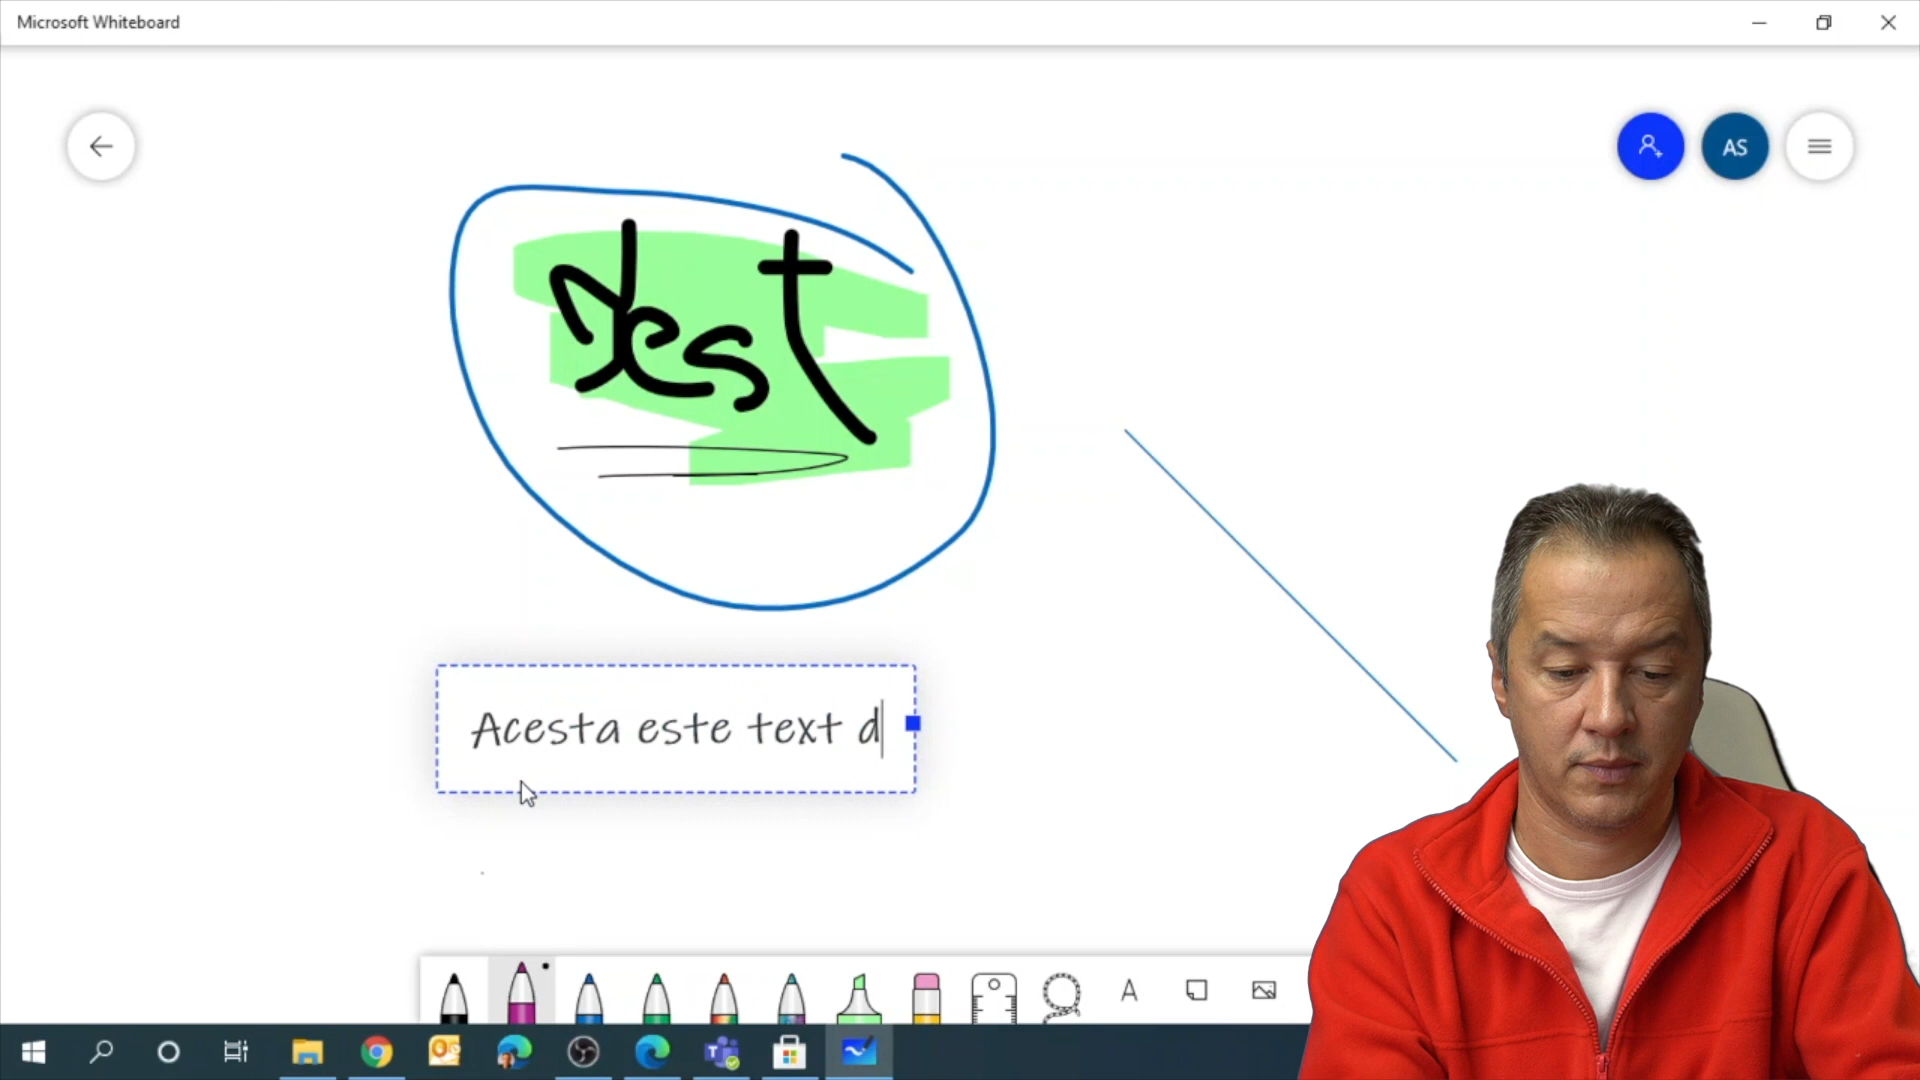 Microsoft Whiteboard
AS
Test
Acesta este text d
A